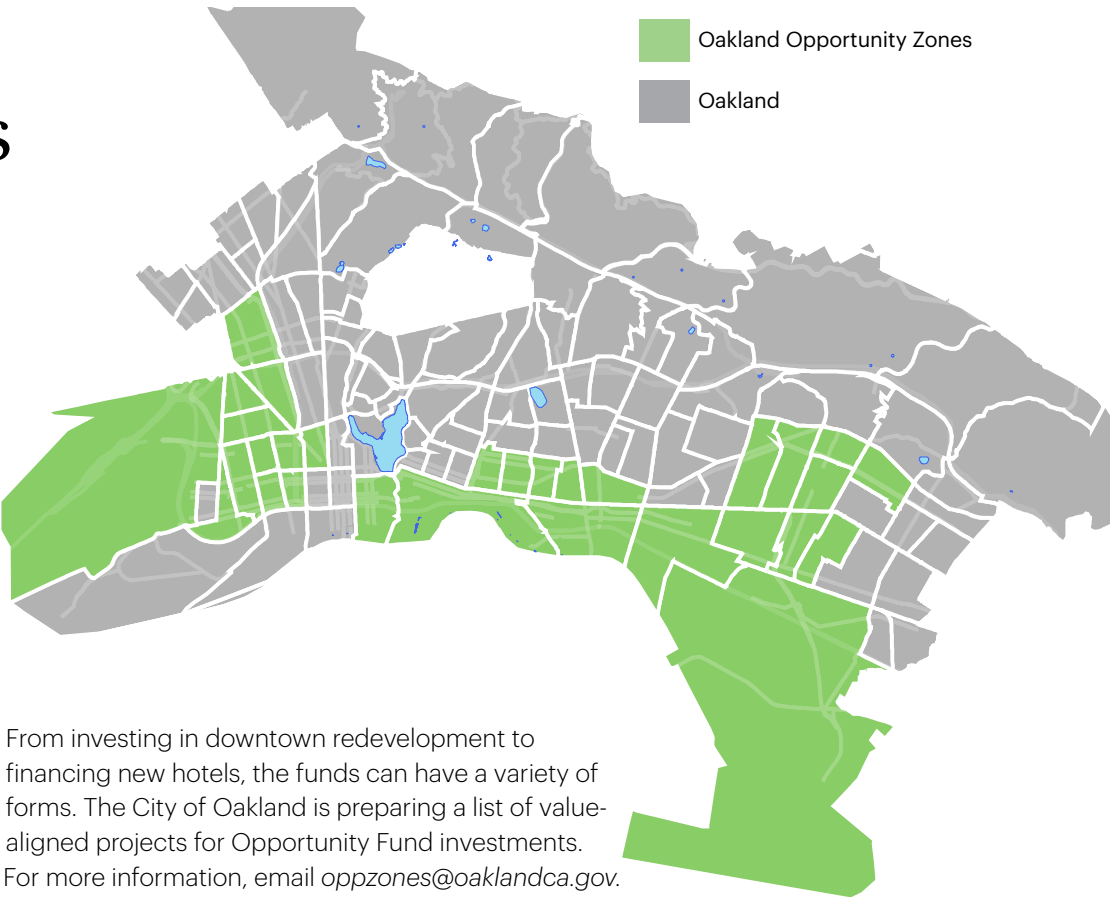 s
Oakland Opportunity Zones
Oakland
From investing in downtown redevelopment to
financing new hotels, the funds can have a variety of
forms. The City of Oakland is preparing a list of value-
aligned projects for Opportunity Fund investments.
For more information, email oppzones@oaklandca.gov.